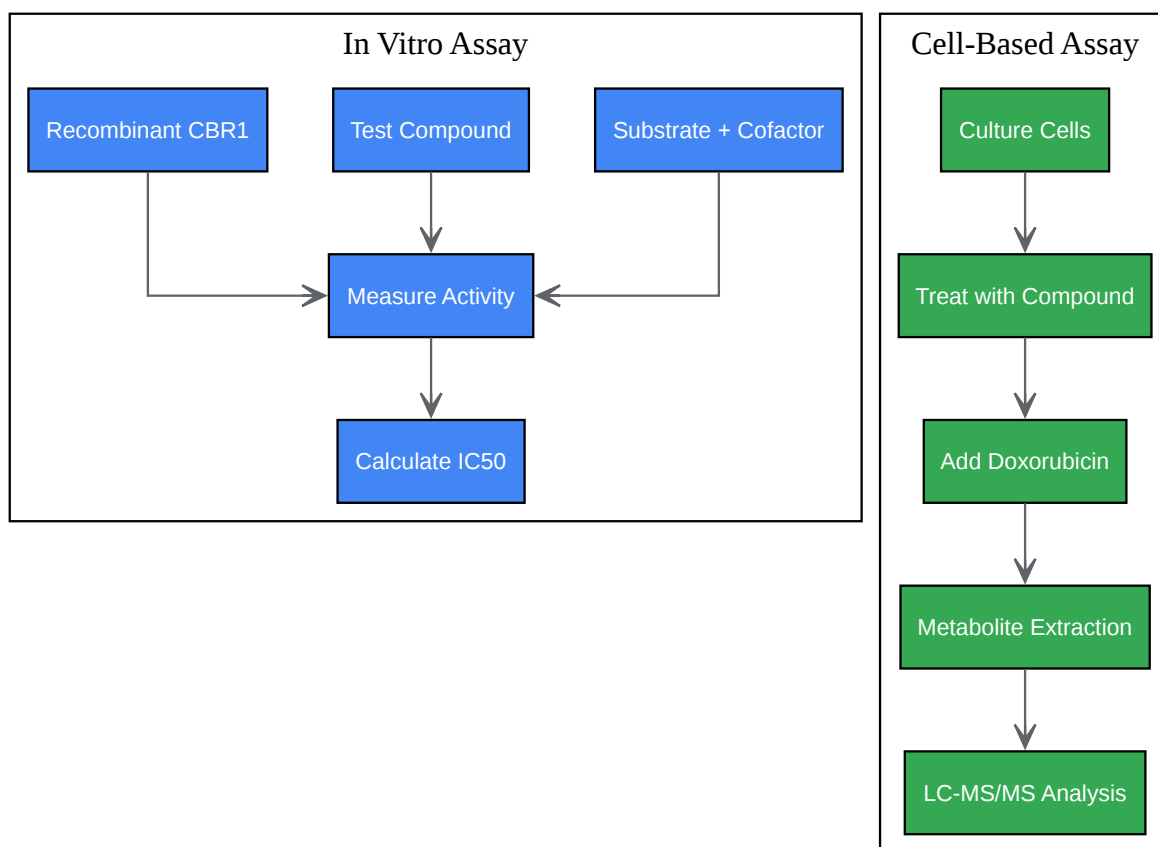 In Vitro Assay
Recombinant CBR1
Test Compound
Substrate + Cofactor
Measure Activity
Calculate IC50
Cell-Based Assay
Culture Cells
Treat with Compound
Add Doxorubicin
Metabolite Extraction
LC-MS/MS Analysis